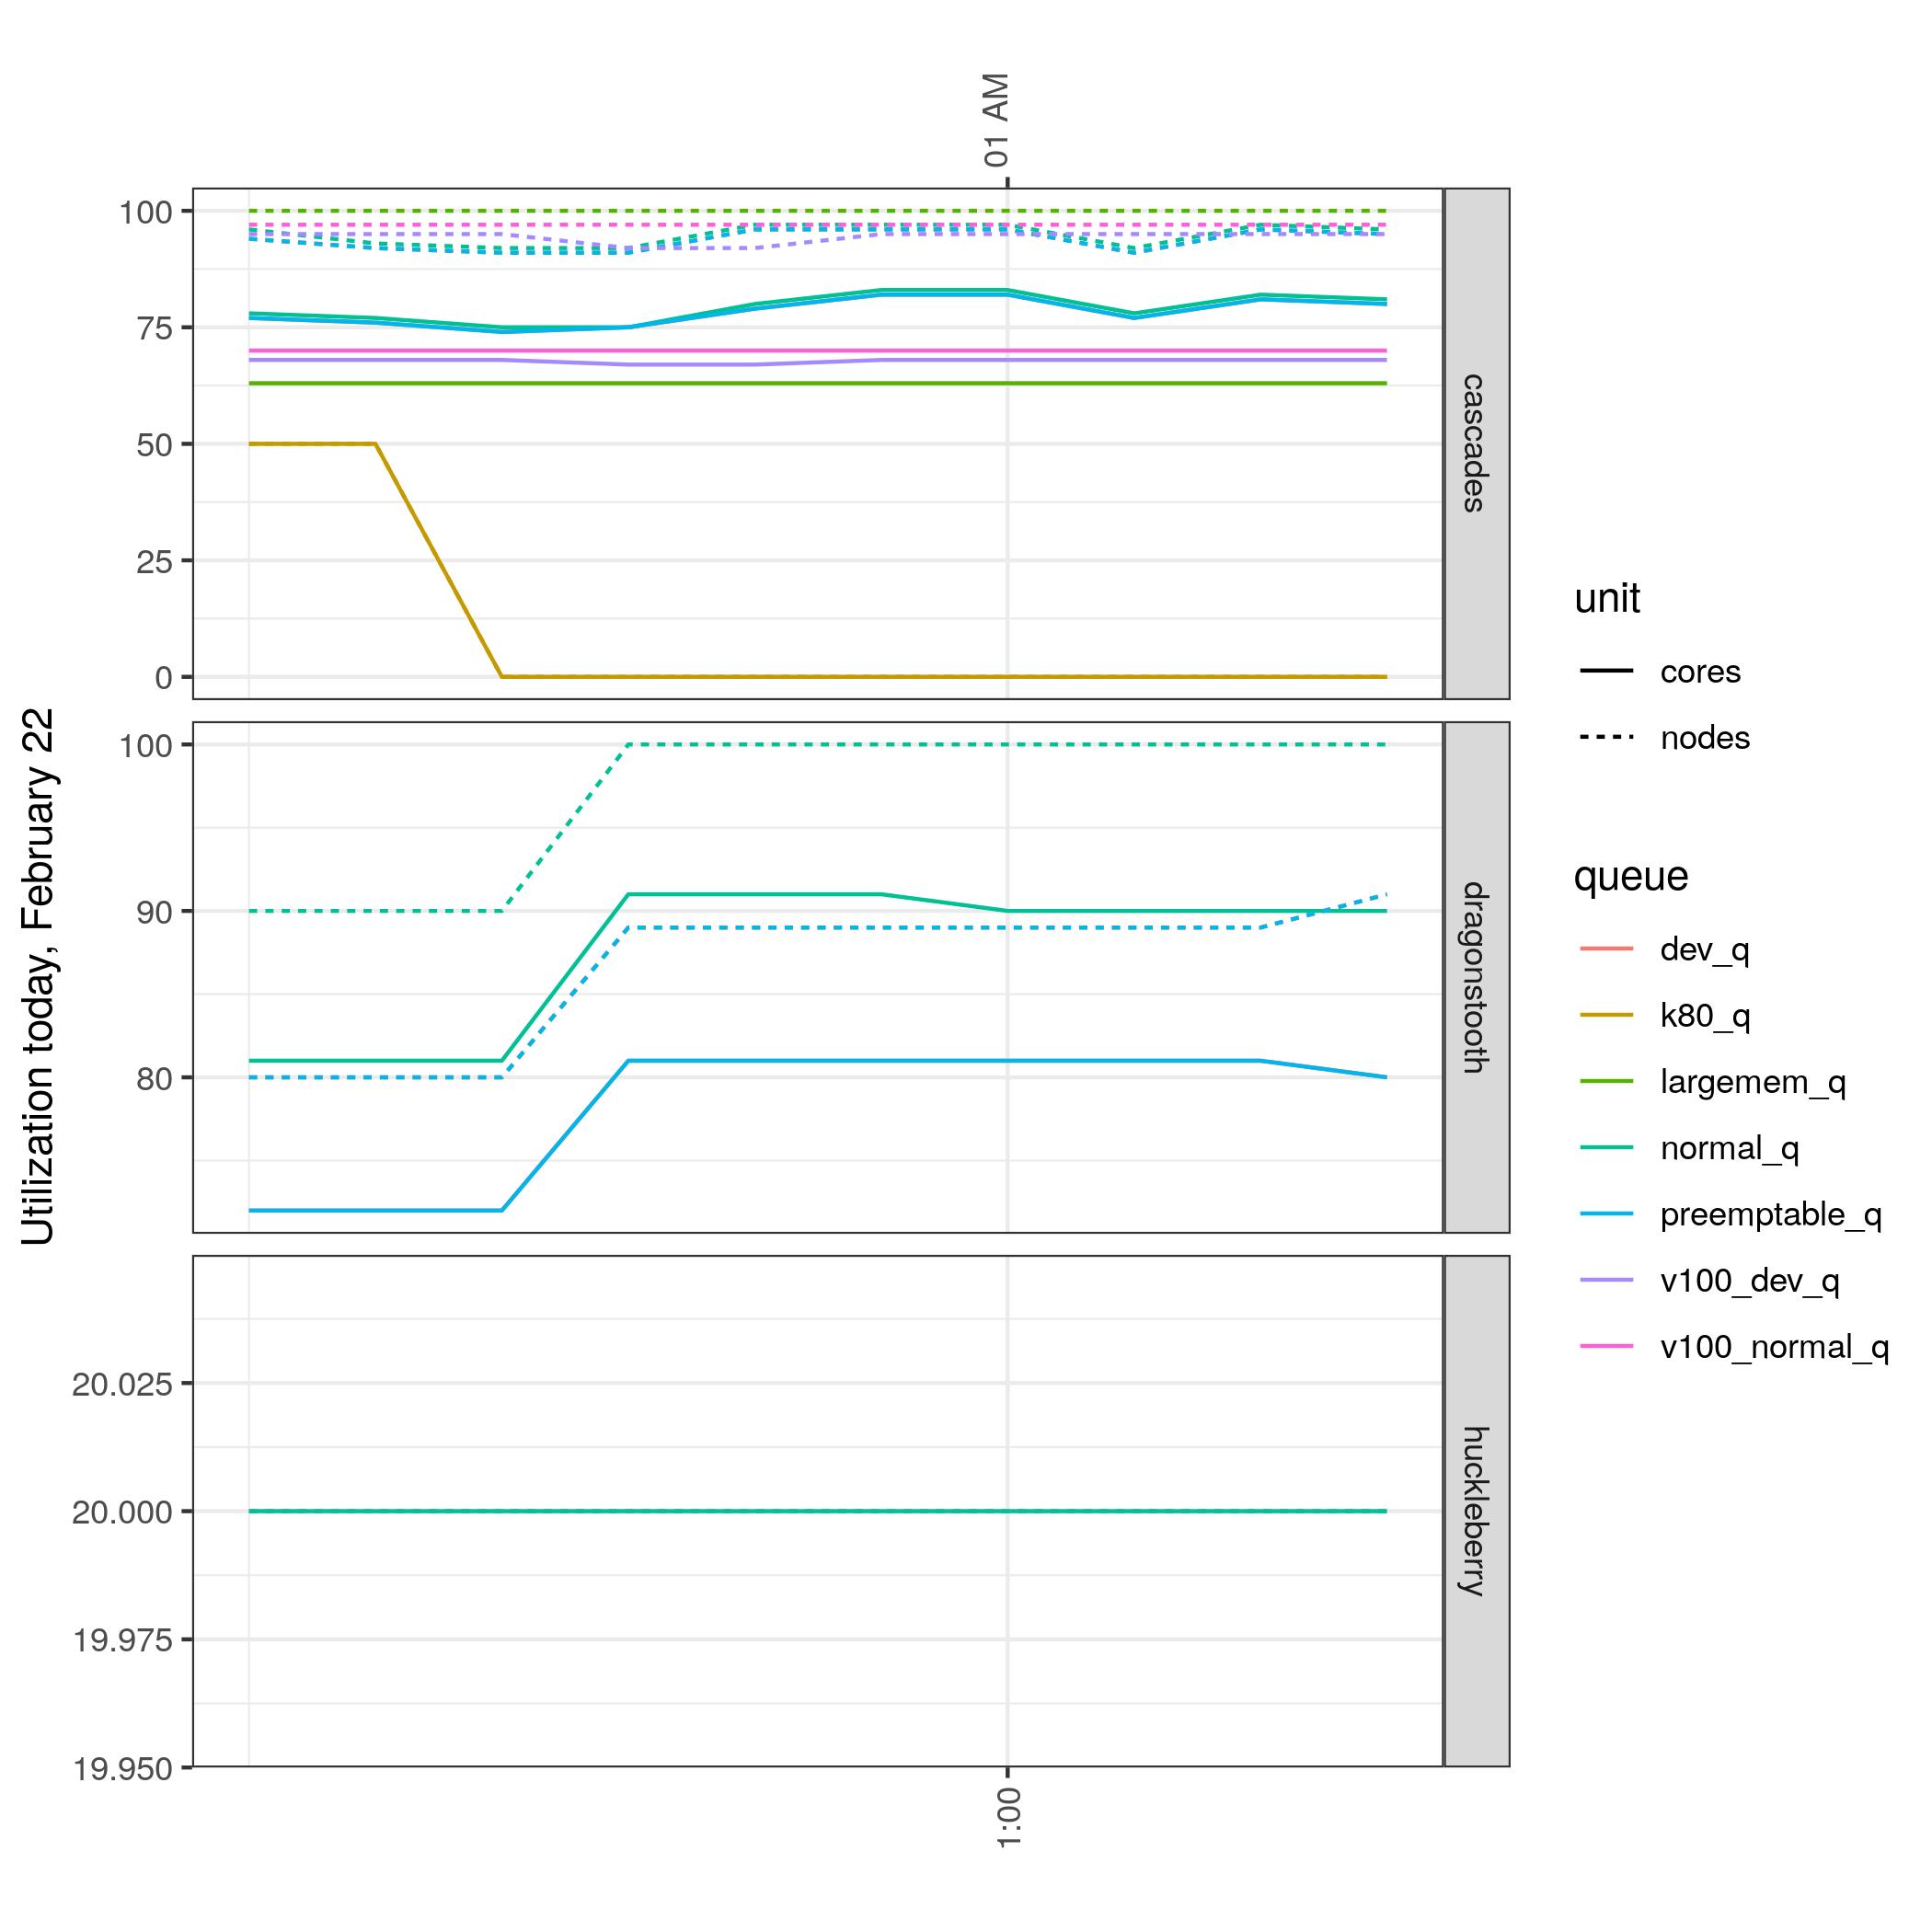 01 AM
Utilization today, February 22
100
75
50
25
0
cascades
100
90
80
dragonstooth
20.025
20.000
19.975
19.950
huckleberry
1:00
unit
cores
nodes
queue
dev_q
k80_q
largemem_q
normal_q
preemptable_q
v100_dev_q
v100_normal_q